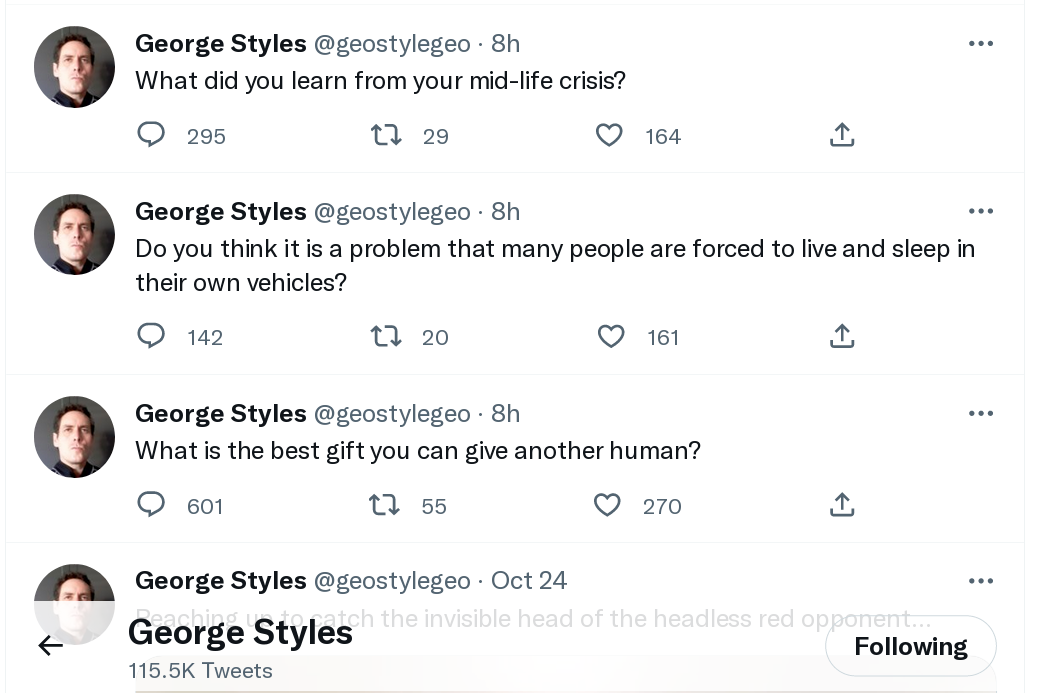 George Styles @geostylegeo · 8h
What did you learn from your mid-life crisis?
295 29 164
George Styles @geostylegeo · 8h
Do you think it is a problem that many people are forced to live and sleep in
their own vehicles?
142 20 161
George Styles @geostylegeo · 8h
What is the best gift you can give another human?
601 55 270
George Styles @geostylegeo · Oct 24
Reaching up to catch the invisible head of the headless red opponent...
George Styles
Following
115.5K Tweets